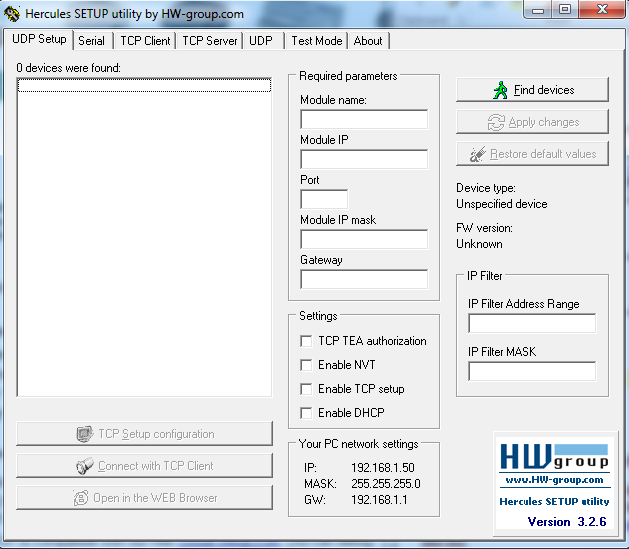 Hercules SETUP utility by HW-group.com
UDP Setup
Serial
TCP Client
TCP Server
UDP
Test Mode
About
0 devices were found:
TCP Setup configuration
Connect with TCP Client
Open in the WEB Browser
Required parameters
Module name:
Module IP
Port
Module IP mask
Gateway
Settings
TCP TEA authorization
Enable NVT
Enable TCP setup
Enable DHCP
Your PC network settings
IP: 192.168.1.50
MASK: 255.255.255.0
GW: 192.168.1.1
Find devices
Apply changes
Restore default values
Device type:
Unspecified device
FW version:
Unknown
IP Filter
IP Filter Address Range
IP Filter MASK
HW group
www.HW-group.com
Hercules SETUP utility
Version 3.2.6